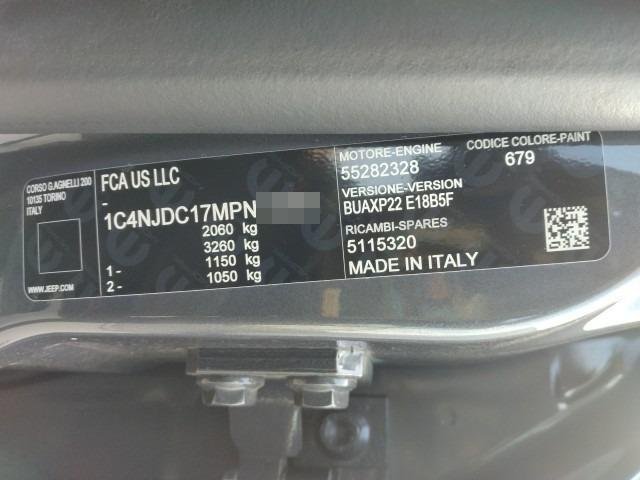 CORSO G.AGNELLI 200
10135 TORINO
ITALY
WWW.JEEP.COM
FCA US LLC
-
1C4NJDC17MPN
2060 kg
3260 kg
1 - 1150 kg
2 - 1050 kg
MOTORE-ENGINE
55282328
VERSIONE-VERSION
BUAXP22 E18B5F
RICAMBI-SPARES
5115320
MADE IN ITALY
CODICE COLORE-PAINT
679